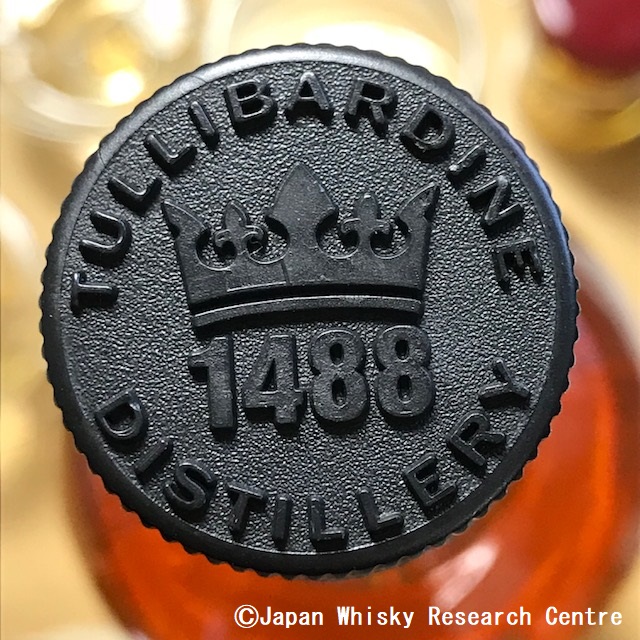 TULLIBARDINE
1488
DISTILLERY
©Japan Whisky Research Centre